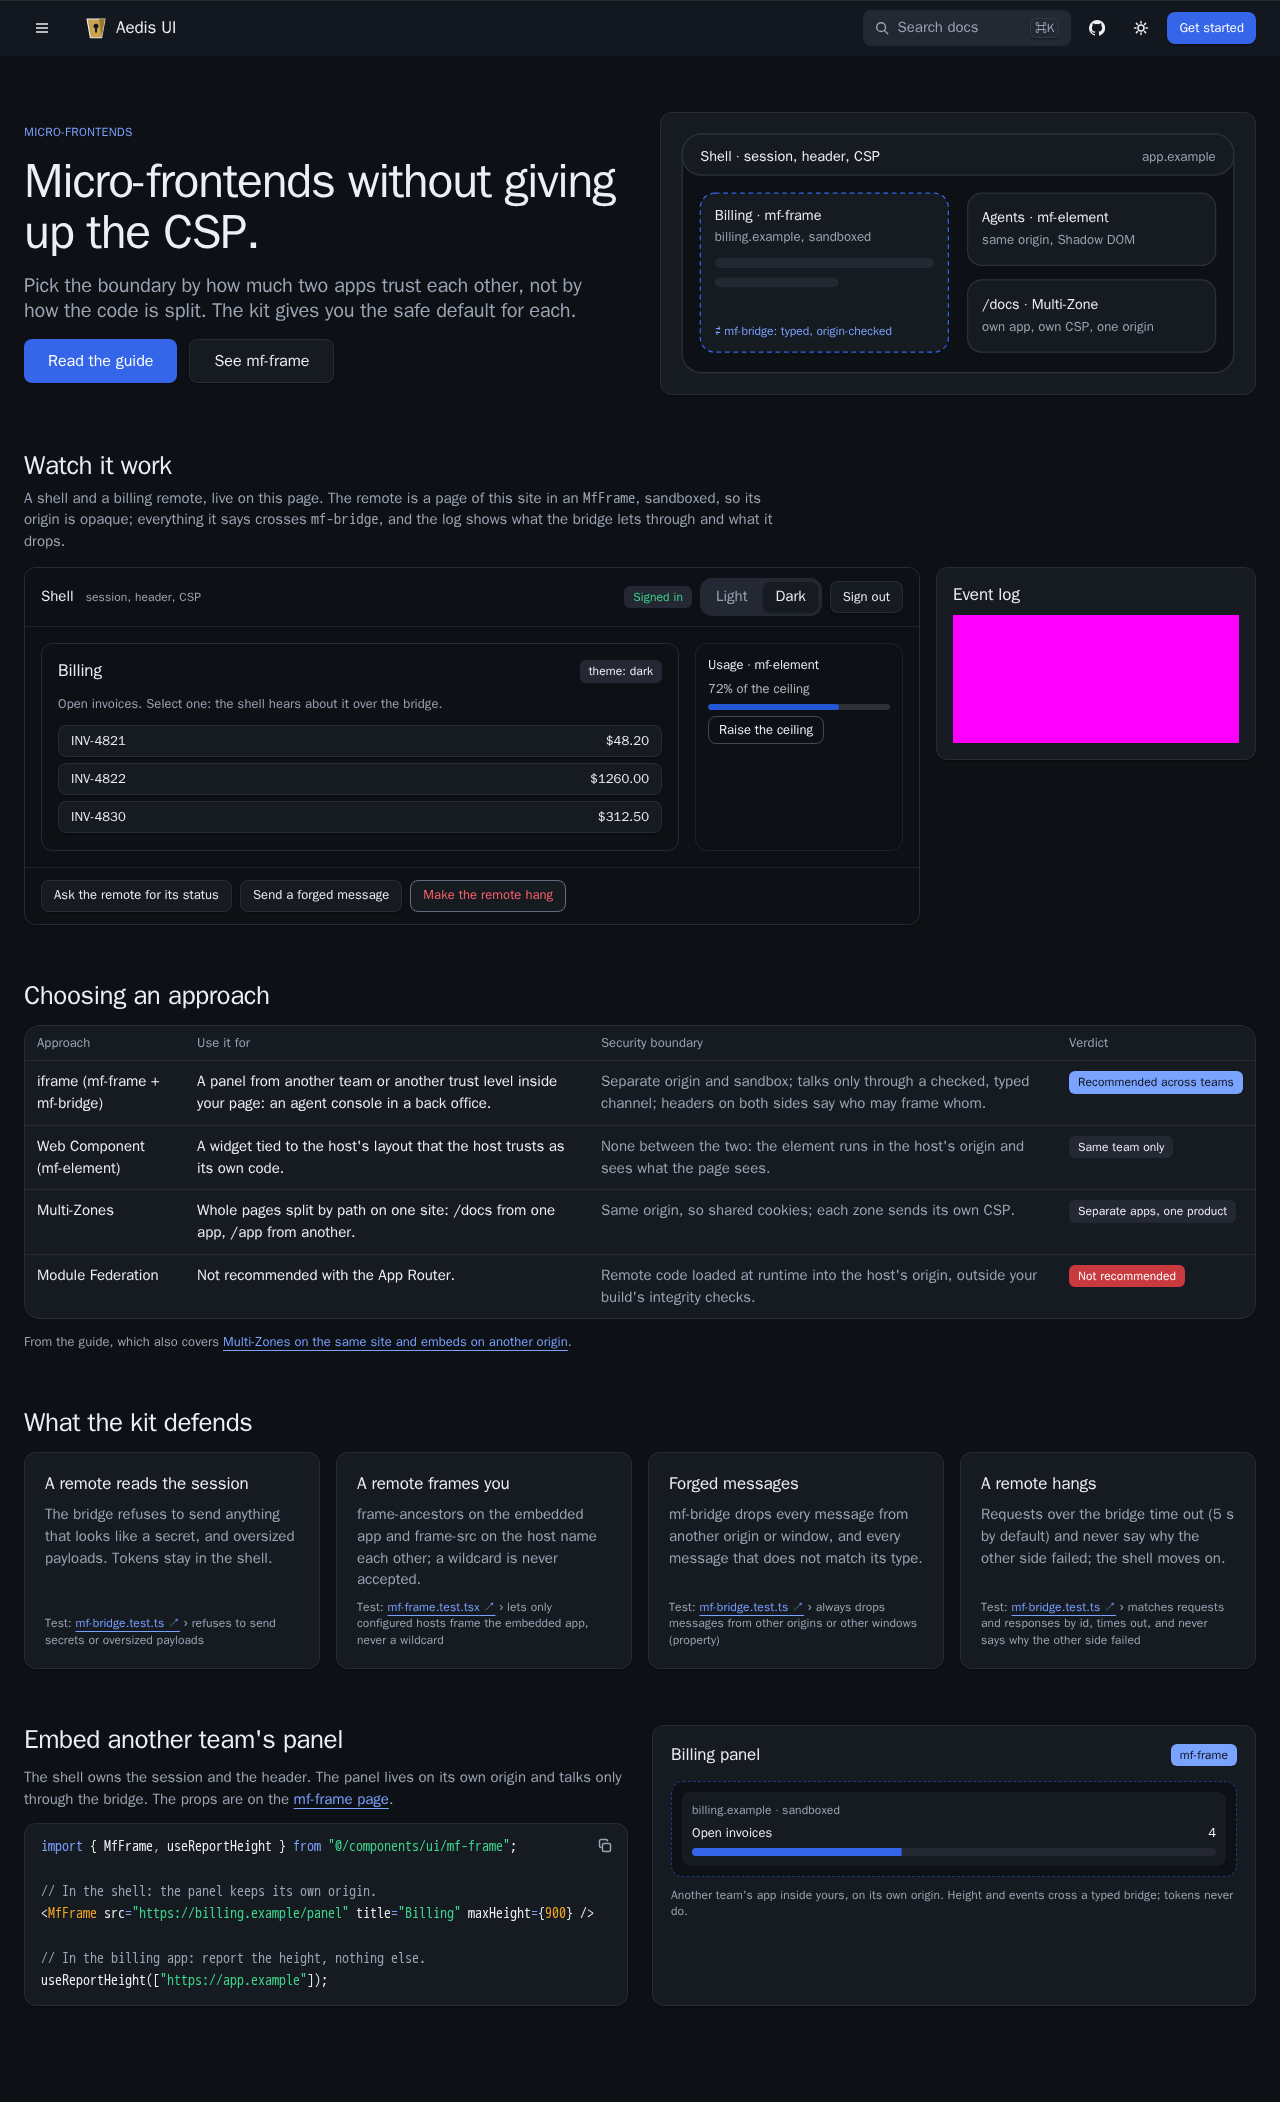 Aedis UI
Search docs
⌘K
Get started
MICRO-FRONTENDS
Micro-frontends without giving
up the CSP.
Pick the boundary by how much two apps trust each other, not by
how the code is split. The kit gives you the safe default for each.
Read the guide
See mf-frame
Shell · session, header, CSP
app.example
Billing · mf-frame
billing.example, sandboxed
⇄ mf-bridge: typed, origin-checked
Agents · mf-element
same origin, Shadow DOM
/docs · Multi-Zone
own app, own CSP, one origin
Watch it work
A shell and a billing remote, live on this page. The remote is a page of this site in an MfFrame, sandboxed, so its
origin is opaque; everything it says crosses mf-bridge, and the log shows what the bridge lets through and what it
drops.
Shell
session, header, CSP
Signed in
Light
Dark
Sign out
Billing
theme: dark
Open invoices. Select one: the shell hears about it over the bridge.
INV-4821
$48.20
INV-4822
$1260.00
INV-4830
$312.50
Usage · mf-element
72% of the ceiling
Raise the ceiling
Ask the remote for its status
Send a forged message
Make the remote hang
Event log
Choosing an approach
Approach
Use it for
Security boundary
Verdict
iframe (mf-frame +
mf-bridge)
A panel from another team or another trust level inside
your page: an agent console in a back office.
Separate origin and sandbox; talks only through a checked, typed
channel; headers on both sides say who may frame whom.
Recommended across teams
Web Component
(mf-element)
A widget tied to the host's layout that the host trusts as
its own code.
None between the two: the element runs in the host's origin and
sees what the page sees.
Same team only
Multi-Zones
Whole pages split by path on one site: /docs from one
app, /app from another.
Same origin, so shared cookies; each zone sends its own CSP.
Separate apps, one product
Module Federation
Not recommended with the App Router.
Remote code loaded at runtime into the host's origin, outside your
build's integrity checks.
Not recommended
From the guide, which also covers Multi-Zones on the same site and embeds on another origin.
What the kit defends
A remote reads the session
The bridge refuses to send anything
that looks like a secret, and oversized
payloads. Tokens stay in the shell.
Test: mf-bridge.test.ts ↗ › refuses to send
secrets or oversized payloads
A remote frames you
frame-ancestors on the embedded
app and frame-src on the host name
each other; a wildcard is never
accepted.
Test: mf-frame.test.tsx ↗ › lets only
configured hosts frame the embedded app,
never a wildcard
Forged messages
mf-bridge drops every message from
another origin or window, and every
message that does not match its type.
Test: mf-bridge.test.ts ↗ › always drops
messages from other origins or other windows
(property)
A remote hangs
Requests over the bridge time out (5 s
by default) and never say why the
other side failed; the shell moves on.
Test: mf-bridge.test.ts ↗ › matches requests
and responses by id, times out, and never
says why the other side failed
Embed another team's panel
The shell owns the session and the header. The panel lives on its own origin and talks only
through the bridge. The props are on the mf-frame page.
import { MfFrame, useReportHeight } from "@/components/ui/mf-frame";
// In the shell: the panel keeps its own origin.
<MfFrame src="https://billing.example/panel" title="Billing" maxHeight={900} />
// In the billing app: report the height, nothing else.
useReportHeight(["https://app.example"]);
Billing panel
mf-frame
billing.example · sandboxed
Open invoices
4
Another team's app inside yours, on its own origin. Height and events cross a typed bridge; tokens never
do.